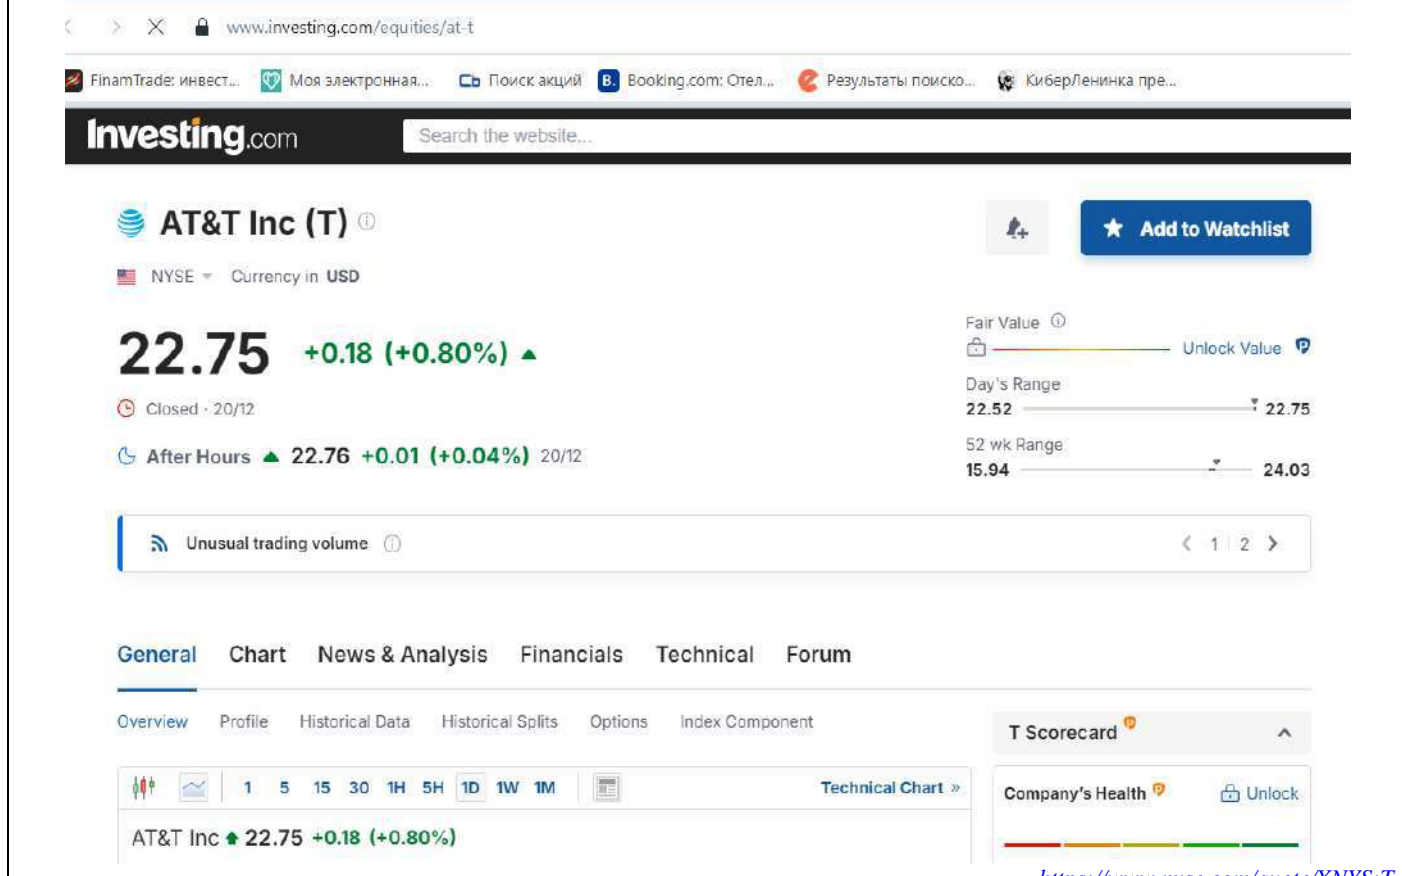 www.investing.com/equities/at-t
FinamTrade: инвест... Моя электронная... Cb Поиск акций B. Booking.com: Отел... Результаты поиско... КиберЛенинка пре...
Investing.com Search the website...
AT&T Inc (T)
Add to Watchlist
NYSE Currency in USD
22.75 +0.18 (+0.80%)
Closed · 20/12
After Hours 22.76 +0.01 (+0.04%) 20/12
Fair Value
Unlock Value
Day's Range
22.52 22.75
52 wk Range
15.94 24.03
Unusual trading volume 1 2
General Chart News & Analysis Financials Technical Forum
Overview Profile Historical Data Historical Splits Options Index Component
1 5 15 30 1H 5H 1D 1W 1M Technical Chart »
AT&T Inc 22.75 +0.18 (+0.80%)
T Scorecard
Company's Health Unlock